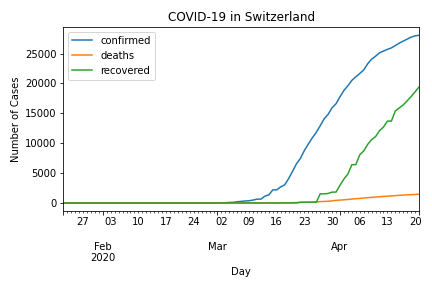 COVID-19 in Switzerland
confirmed
deaths
recovered
Number of Cases
25000
20000
15000
10000
5000
0
27 03 10 17 24 02 09 16 23 30 06 13 20
Feb Mar Apr
2020
Day